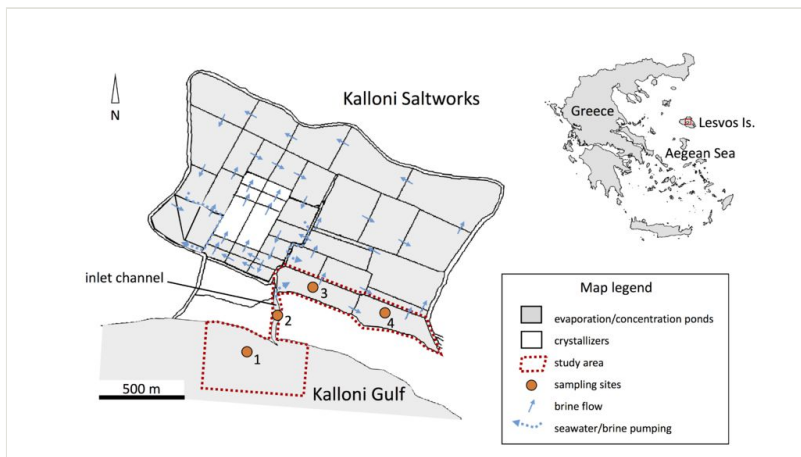 Kalloni Saltworks
N
Greece
Lesvos Is.
Aegean Sea
inlet channel
3
2
4
1
500 m
Kalloni Gulf
Map legend
evaporation/concentration ponds
crystallizers
study area
sampling sites
brine flow
seawater/brine pumping